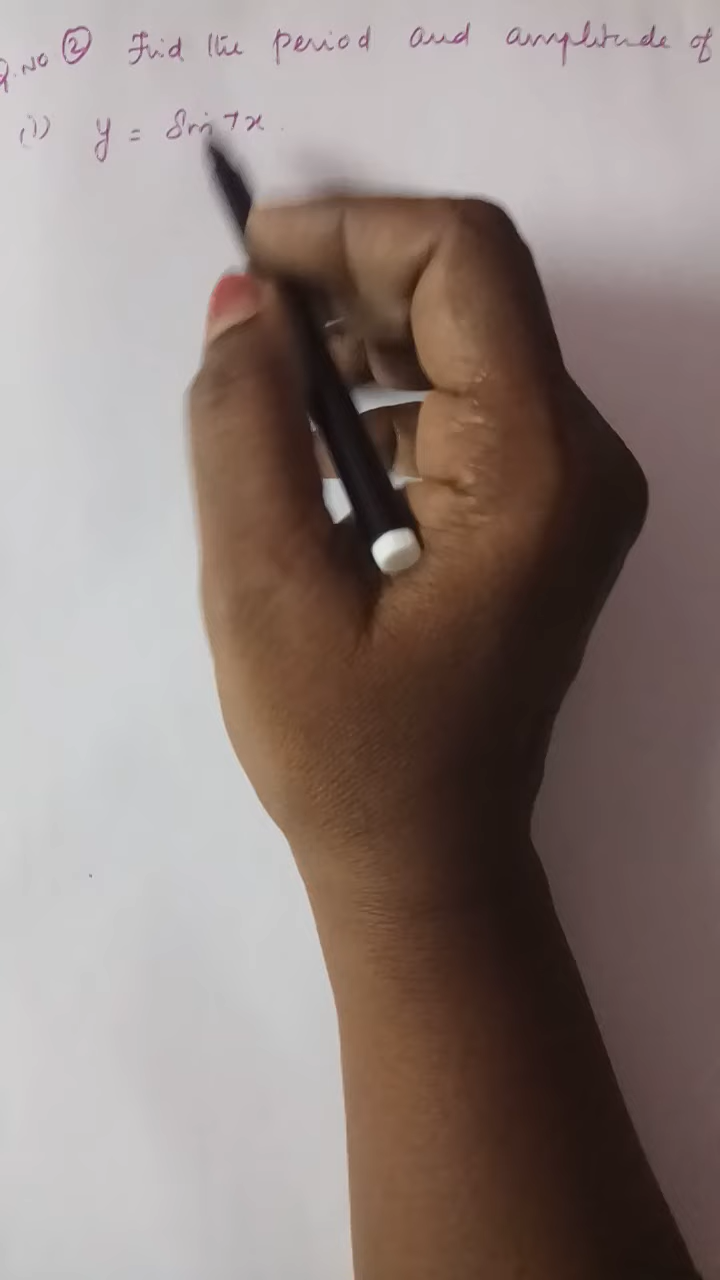 Q.NO ② Find the period and amplitude of
(i) y = Sin 7x